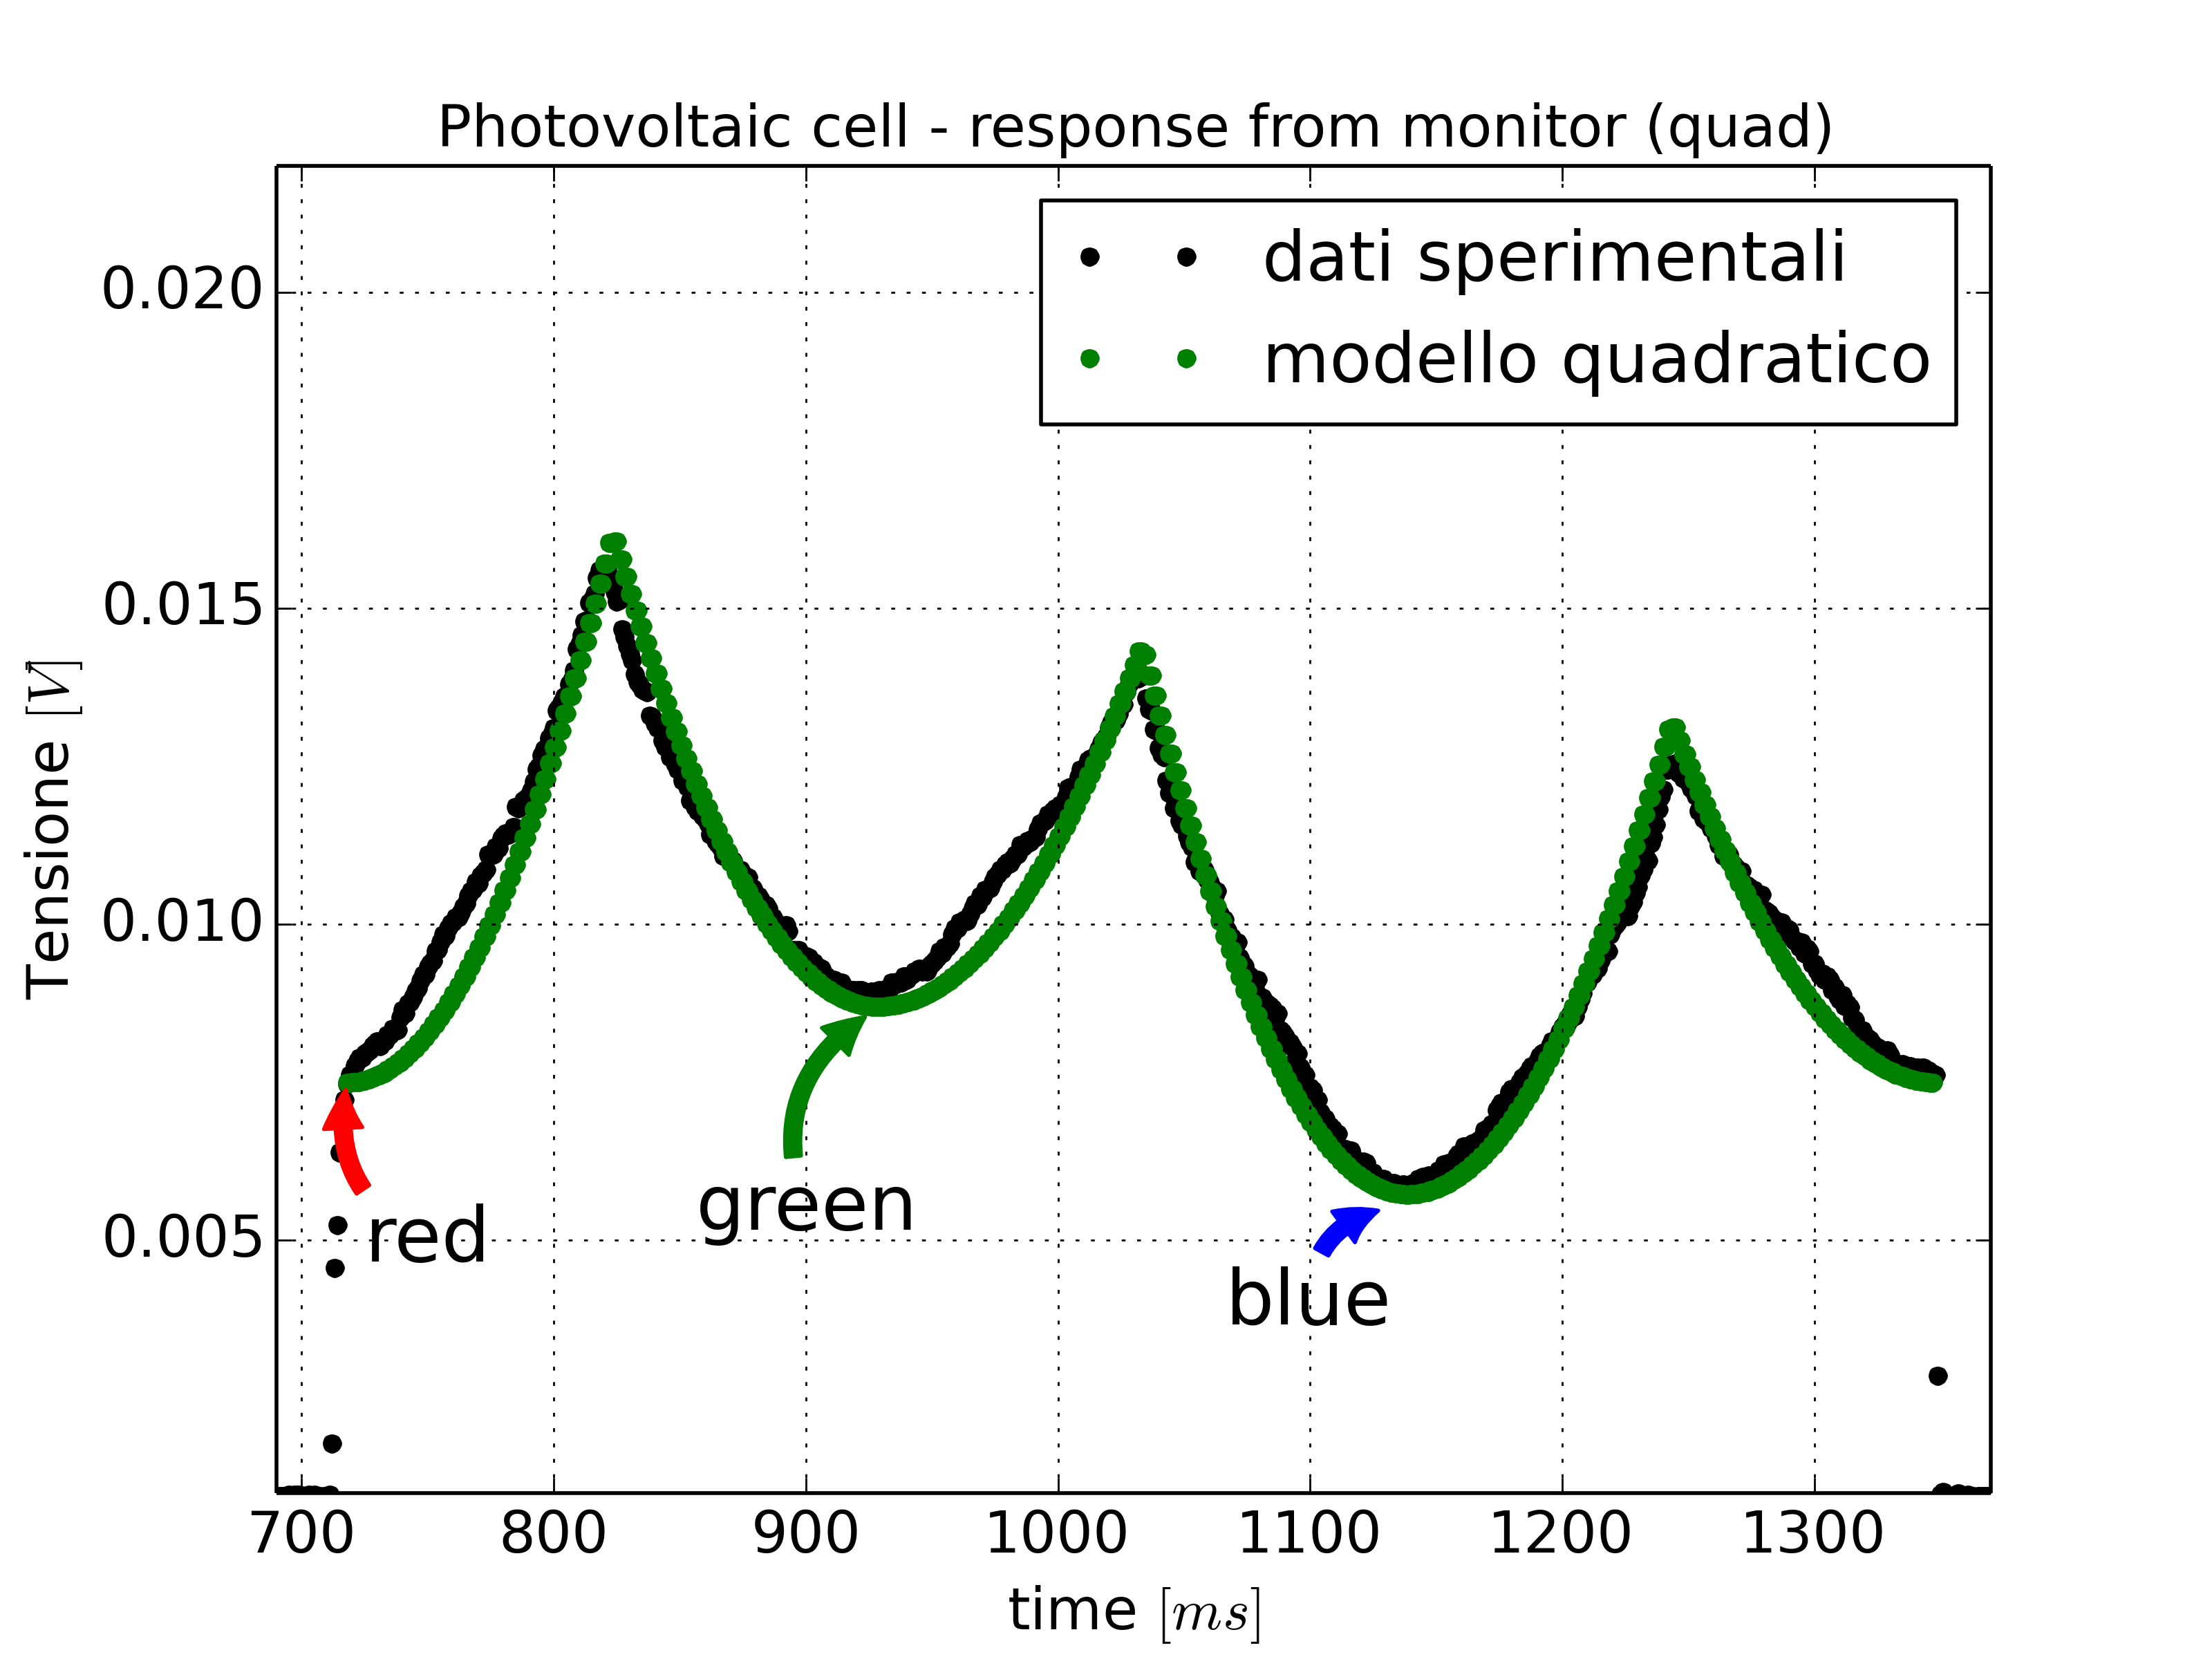 Photovoltaic cell - response from monitor (quad)
dati sperimentali
modello quadratico
0.020
0.015
0.010
0.005
Tensione [V]
red
green
blue
700 800 900 1000 1100 1200 1300
time [ms]